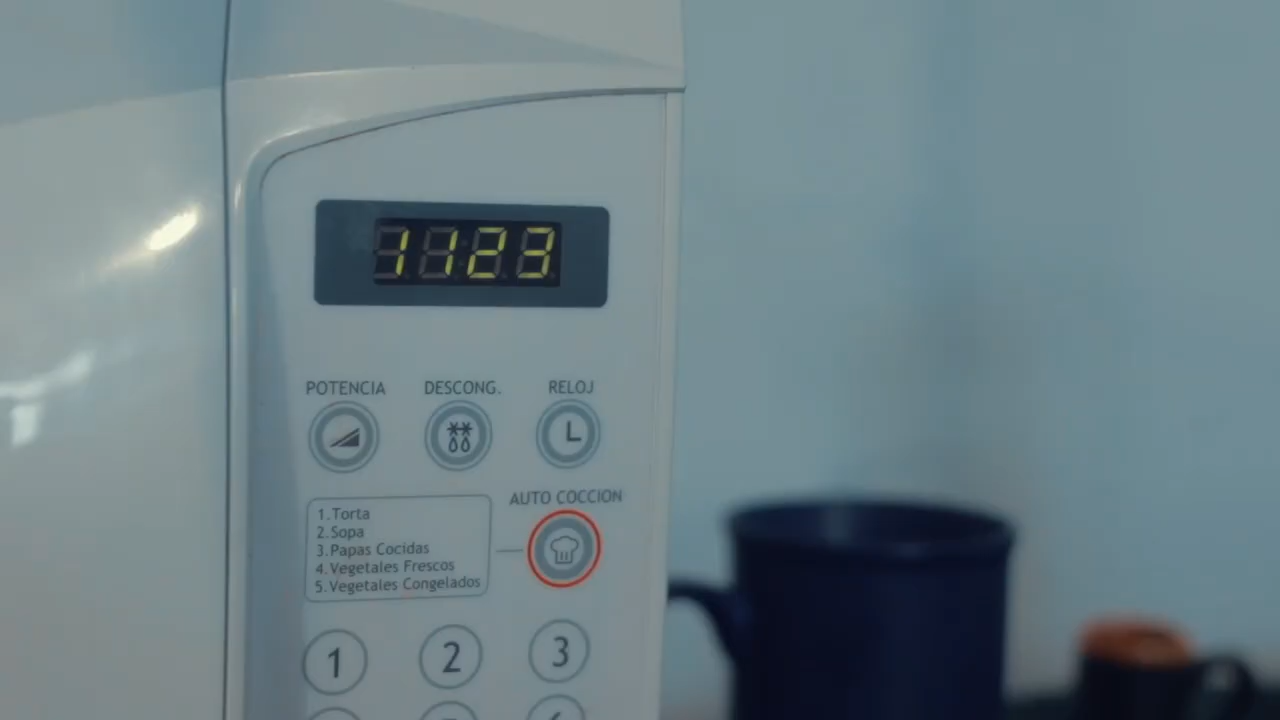 1123
POTENCIA DESCONG. RELOJ
AUTO COCCION
1.Torta
2.Sopa
3.Papas Cocidas
4.Vegetales Frescos
5.Vegetales Congelados
1 2 3